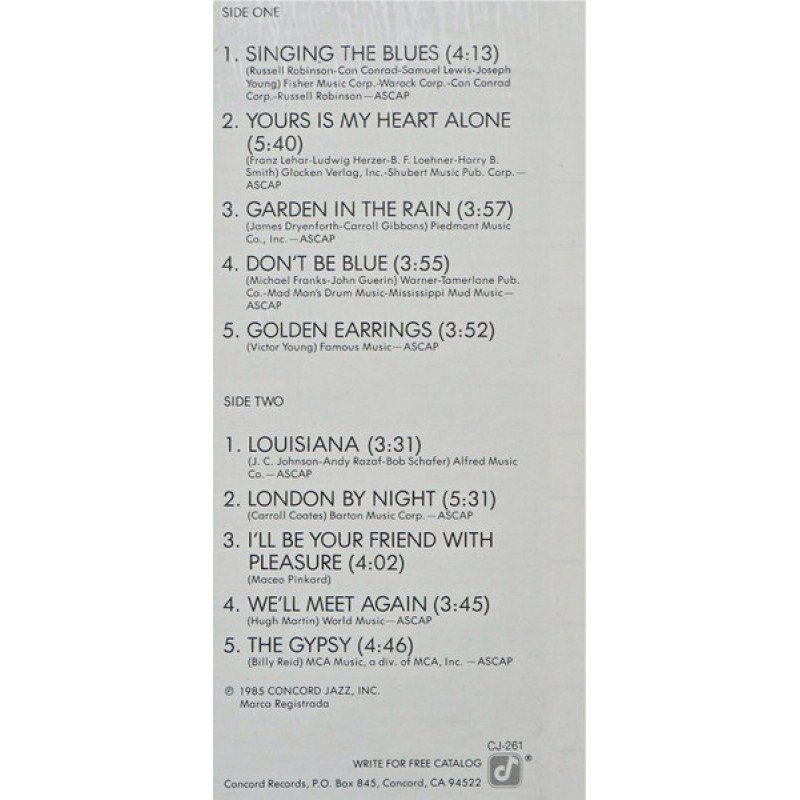 SIDE ONE
1. SINGING THE BLUES (4:13)
(Russell Robinson-Con Conrad-Samuel Lewis-Joseph
Young) Fisher Music Corp.-Warock Corp.-Con Conrad
Corp.-Russell Robinson—ASCAP
2. YOURS IS MY HEART ALONE
(5:40)
(Franz Lehar-Ludwig Herzer-B. F. Loehner-Harry B.
Smith) Glocken Verlag, Inc.-Shubert Music Pub. Corp.—
ASCAP
3. GARDEN IN THE RAIN (3:57)
(James Dryenforth-Carroll Gibbons) Piedmont Music
Co., Inc.—ASCAP
4. DON'T BE BLUE (3:55)
(Michael Franks-John Guerin) Warner-Tamerlane Pub.
Co.-Mad Man's Drum Music-Mississippi Mud Music—
ASCAP
5. GOLDEN EARRINGS (3:52)
(Victor Young) Famous Music—ASCAP
SIDE TWO
1. LOUISIANA (3:31)
(J. C. Johnson-Andy Razaf-Bob Schafer) Alfred Music
Co.—ASCAP
2. LONDON BY NIGHT (5:31)
(Carroll Coates) Barton Music Corp.—ASCAP
3. I'LL BE YOUR FRIEND WITH
PLEASURE (4:02)
(Maceo Pinkard)
4. WE'LL MEET AGAIN (3:45)
(Hugh Martin) World Music—ASCAP
5. THE GYPSY (4:46)
(Billy Reid) MCA Music, a div. of MCA, Inc. —ASCAP
℗ 1985 CONCORD JAZZ, INC.
Marca Registrada
CJ-261
WRITE FOR FREE CATALOG ®
Concord Records, P.O. Box 845, Concord, CA 94522